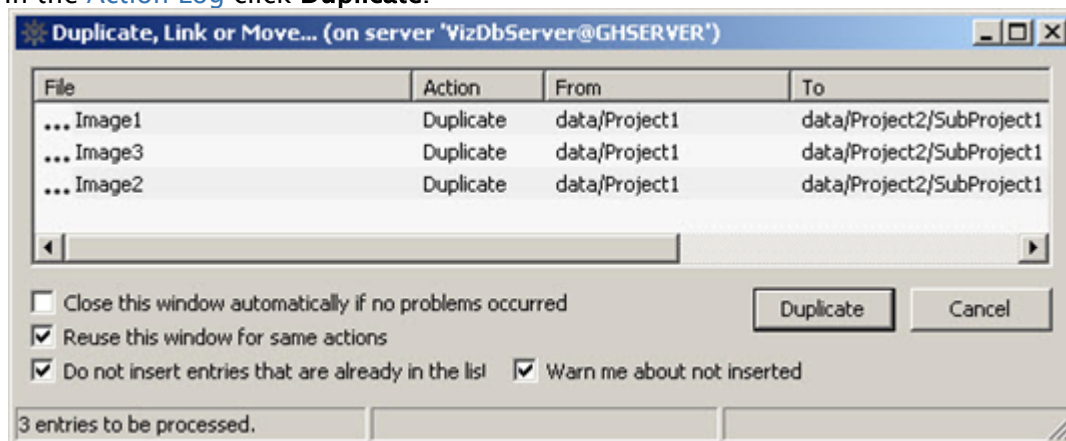 In the Action Log click Duplicate.
Duplicate, Link or Move... (on server 'VizDbServer@GHSERVER')
File Action From To
... Image1 Duplicate data/Project1 data/Project2/SubProject1
... Image3 Duplicate data/Project1 data/Project2/SubProject1
... Image2 Duplicate data/Project1 data/Project2/SubProject1
Close this window automatically if no problems occurred
Duplicate Cancel
Reuse this window for same actions
Do not insert entries that are already in the list Warn me about not inserted
3 entries to be processed.